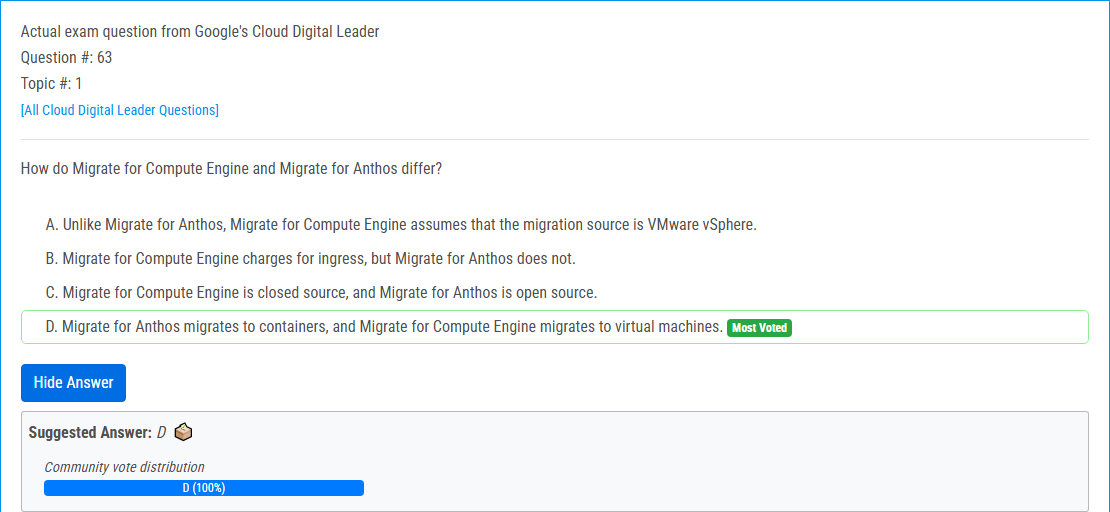 Actual exam question from Google's Cloud Digital Leader
Question #: 63
Topic #: 1
[All Cloud Digital Leader Questions]
How do Migrate for Compute Engine and Migrate for Anthos differ?
A. Unlike Migrate for Anthos, Migrate for Compute Engine assumes that the migration source is VMware vSphere.
B. Migrate for Compute Engine charges for ingress, but Migrate for Anthos does not.
C. Migrate for Compute Engine is closed source, and Migrate for Anthos is open source.
D. Migrate for Anthos migrates to containers, and Migrate for Compute Engine migrates to virtual machines. Most Voted
Hide Answer
Suggested Answer: D
Community vote distribution
D (100%)